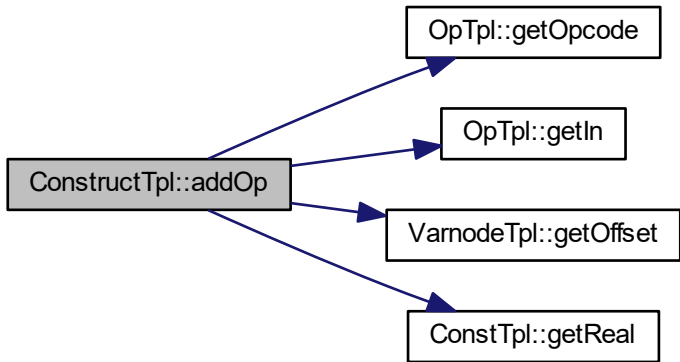 OpTpl::getOpcode
OpTpl::getIn
ConstructTpl::addOp
VarnodeTpl::getOffset
ConstTpl::getReal